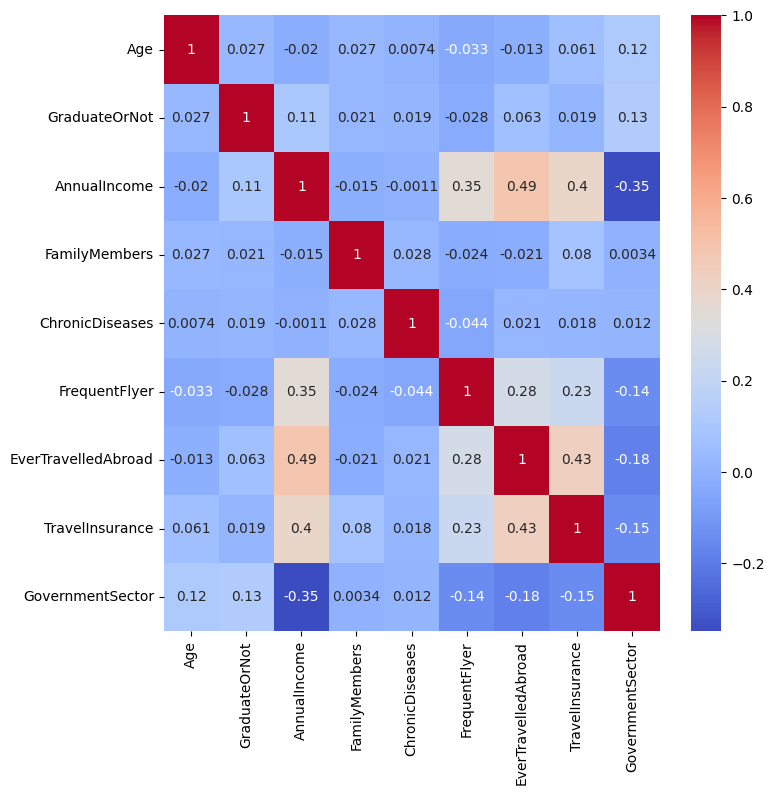 Age 1 0.027 -0.02 0.027 0.0074 -0.033 -0.013 0.061 0.12
GraduateOrNot 0.027 1 0.11 0.021 0.019 -0.028 0.063 0.019 0.13
AnnualIncome -0.02 0.11 1 -0.015 -0.0011 0.35 0.49 0.4 -0.35
FamilyMembers 0.027 0.021 -0.015 1 0.028 -0.024 -0.021 0.08 0.0034
ChronicDiseases 0.0074 0.019 -0.0011 0.028 1 -0.044 0.021 0.018 0.012
FrequentFlyer -0.033 -0.028 0.35 -0.024 -0.044 1 0.28 0.23 -0.14
EverTravelledAbroad -0.013 0.063 0.49 -0.021 0.021 0.28 1 0.43 -0.18
TravelInsurance 0.061 0.019 0.4 0.08 0.018 0.23 0.43 1 -0.15
GovernmentSector 0.12 0.13 -0.35 0.0034 0.012 -0.14 -0.18 -0.15 1
Age
GraduateOrNot
AnnualIncome
FamilyMembers
ChronicDiseases
FrequentFlyer
EverTravelledAbroad
TravelInsurance
GovernmentSector
1.0
0.8
0.6
0.4
0.2
0.0
−0.2